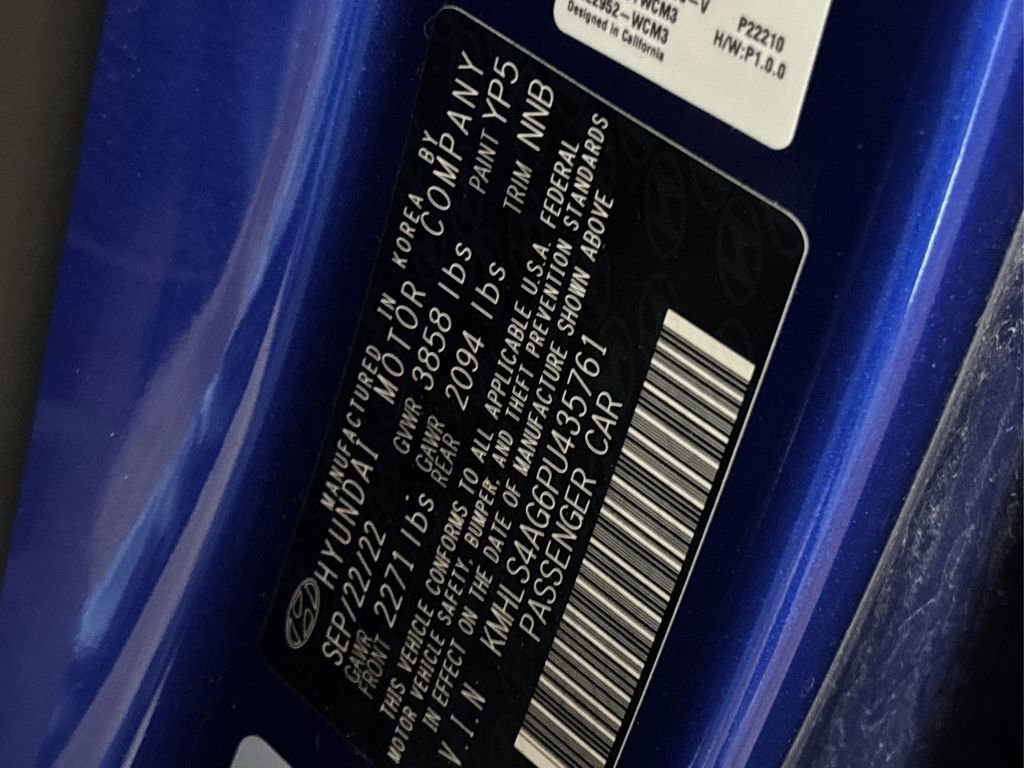 -V
WCM3
2952-WCM3
Designed in California
P22210
H/W:P1.0.0
MANUFACTURED IN KOREA BY
HYUNDAI MOTOR COMPANY
SEP/22/22 GVWR 3858 lbs PAINT YP5
GAWR FRONT 2271 lbs GAWR REAR 2094 lbs TRIM NNB
THIS VEHICLE CONFORMS TO ALL APPLICABLE U.S.A. FEDERAL
MOTOR VEHICLE SAFETY, BUMPER, AND THEFT PREVENTION STANDARDS
IN EFFECT ON THE DATE OF MANUFACTURE SHOWN ABOVE
V.I.N. KMHLS4AG6PU435761
PASSENGER CAR